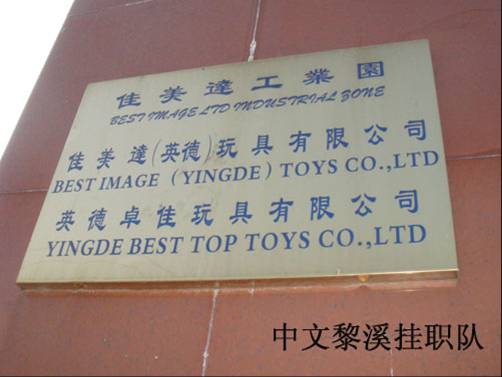 佳美達工業園
BEST IMAGE LTD INDUSTRIAL ZONE
佳美達(英德)玩具有限公司
BEST IMAGE (YINGDE) TOYS CO.,LTD
英德卓佳玩具有限公司
YINGDE BEST TOP TOYS CO.,LTD
中文黎溪挂职队